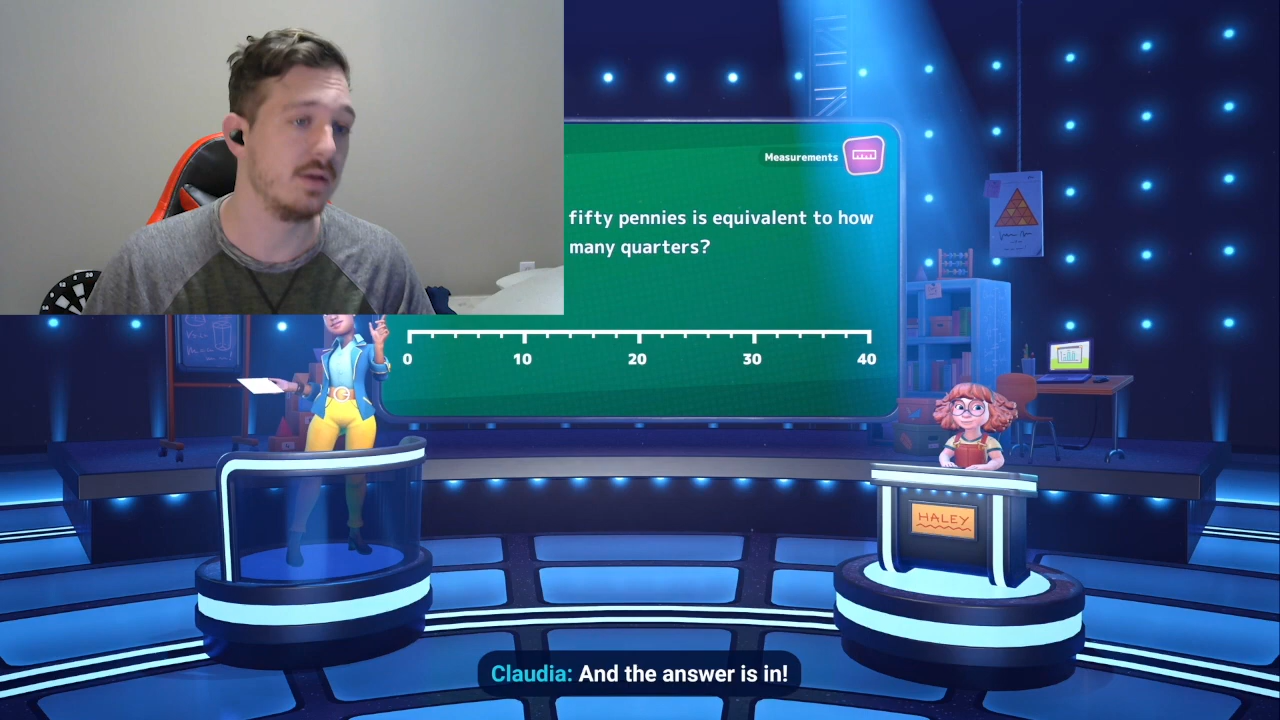 Measurements
fifty pennies is equivalent to how
many quarters?
0 10 20 30 40
HALEY
Claudia: And the answer is in!